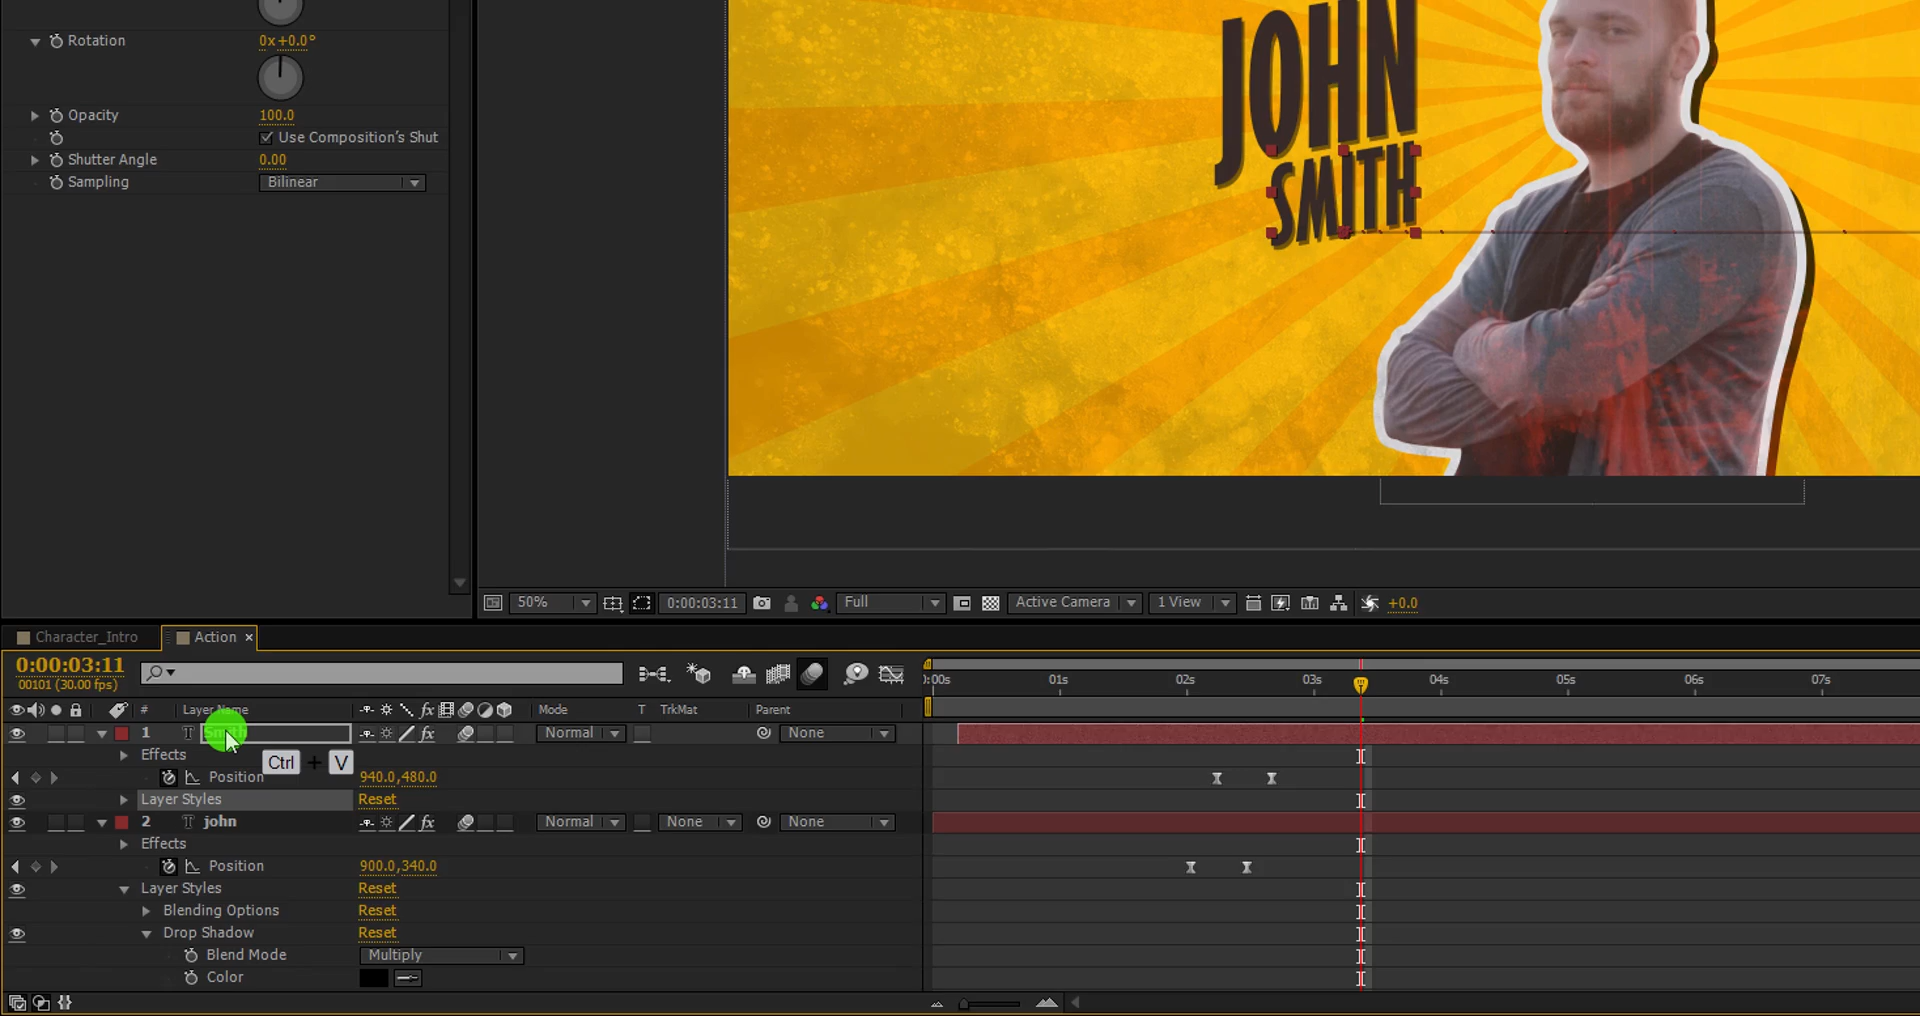 Rotation
0x+0.0°
Opacity
100.0
Use Composition's Shut
Shutter Angle
0.00
Sampling
Bilinear
JOHN
SMITH
50%
0:00:03:11
Full
Active Camera
1 View
+0.0
Character_Intro
Action
0:00:03:11
00101 (30.00 fps)
:00s
01s
02s
03s
04s
05s
06s
07s
#
Layer Name
Mode
T
TrkMat
Parent
1
T
Smith
Normal
None
Effects
Ctrl + V
Position
940.0,480.0
Layer Styles
Reset
2
T
john
Normal
None
None
Effects
Position
900.0,340.0
Layer Styles
Reset
Blending Options
Reset
Drop Shadow
Reset
Blend Mode
Multiply
Color